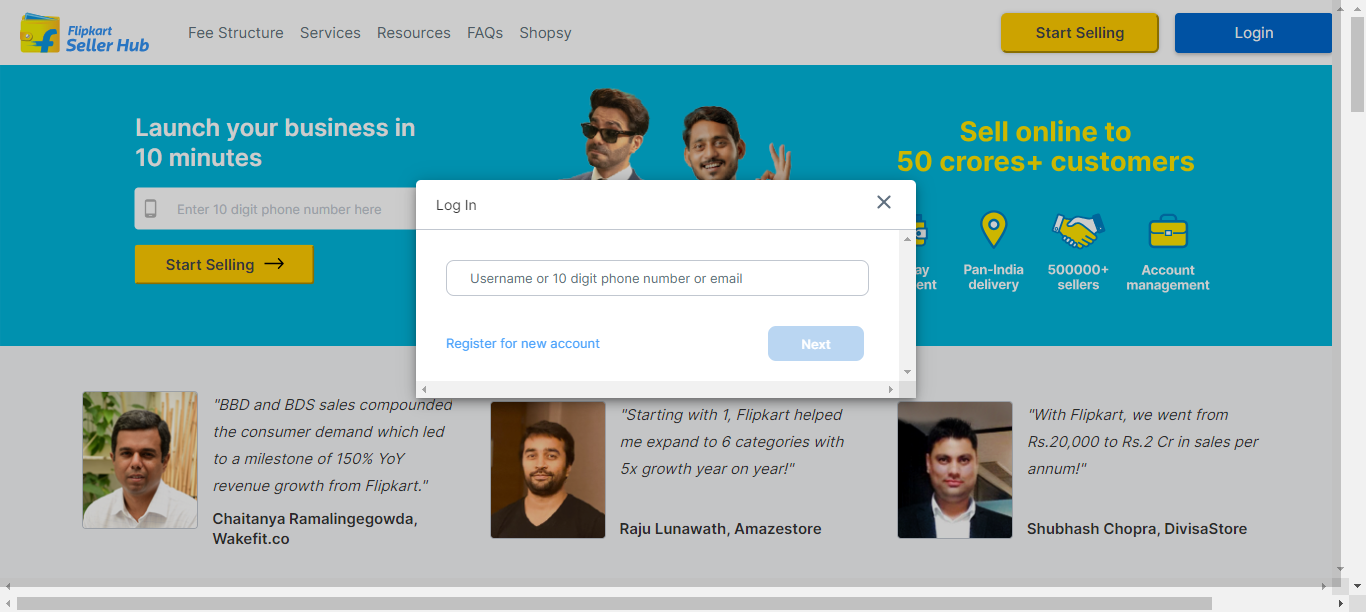 Flipkart
Seller Hub
Fee Structure Services Resources FAQs Shopsy
Start Selling
Login
Launch your business in
10 minutes
Enter 10 digit phone number here
Start Selling
Sell online to
50 crores+ customers
Pan-India
delivery
500000+
sellers
Account
management
Log In
Username or 10 digit phone number or email
Register for new account
Next
"BBD and BDS sales compounded
the consumer demand which led
to a milestone of 150% YoY
revenue growth from Flipkart."
Chaitanya Ramalingegowda,
Wakefit.co
"Starting with 1, Flipkart helped
me expand to 6 categories with
5x growth year on year!"
Raju Lunawath, Amazestore
"With Flipkart, we went from
Rs.20,000 to Rs.2 Cr in sales per
annum!"
Shubhash Chopra, DivisaStore